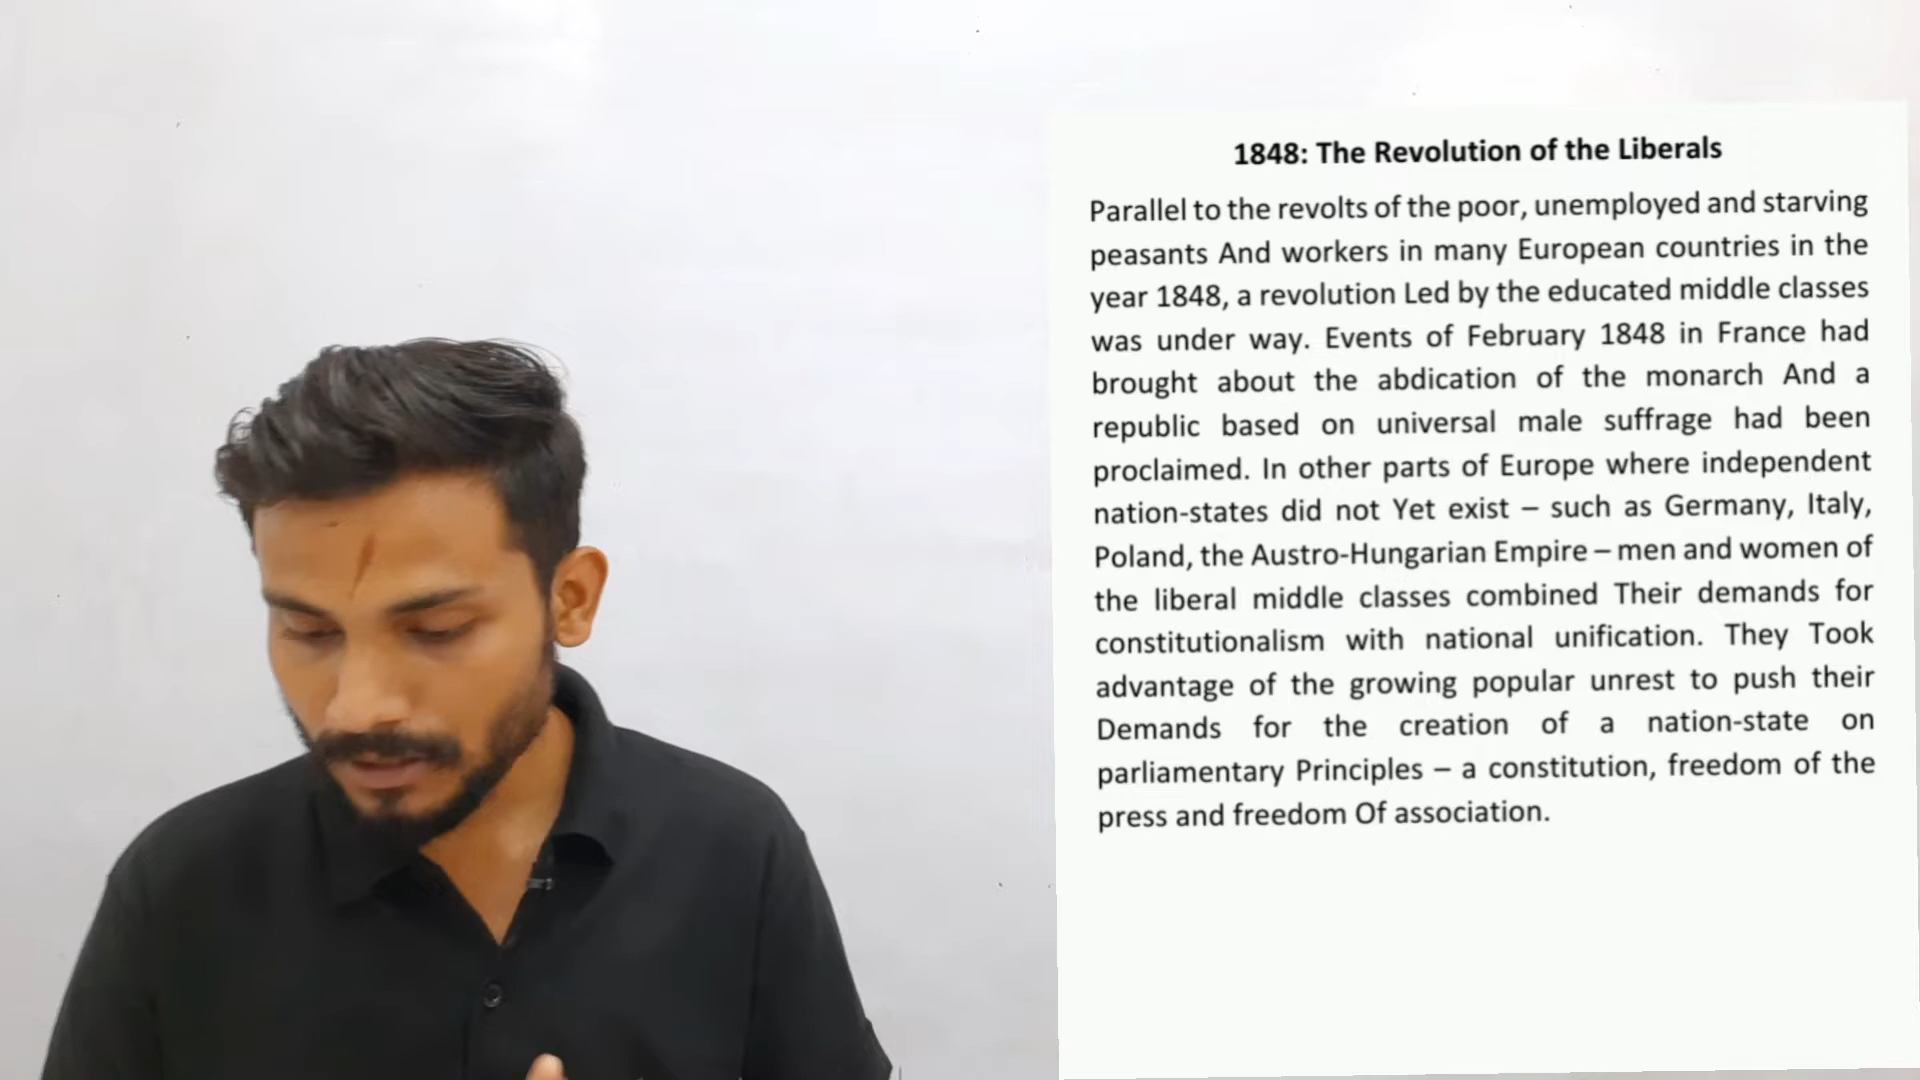 1848: The Revolution of the Liberals
Parallel to the revolts of the poor, unemployed and starving
peasants And workers in many European countries in the
year 1848, a revolution Led by the educated middle classes
was under way. Events of February 1848 in France had
brought about the abdication of the monarch And a
republic based on universal male suffrage had been
proclaimed. In other parts of Europe where independent
nation-states did not Yet exist – such as Germany, Italy,
Poland, the Austro-Hungarian Empire – men and women of
the liberal middle classes combined Their demands for
constitutionalism with national unification. They Took
advantage of the growing popular unrest to push their
Demands for the creation of a nation-state on
parliamentary Principles – a constitution, freedom of the
press and freedom Of association.